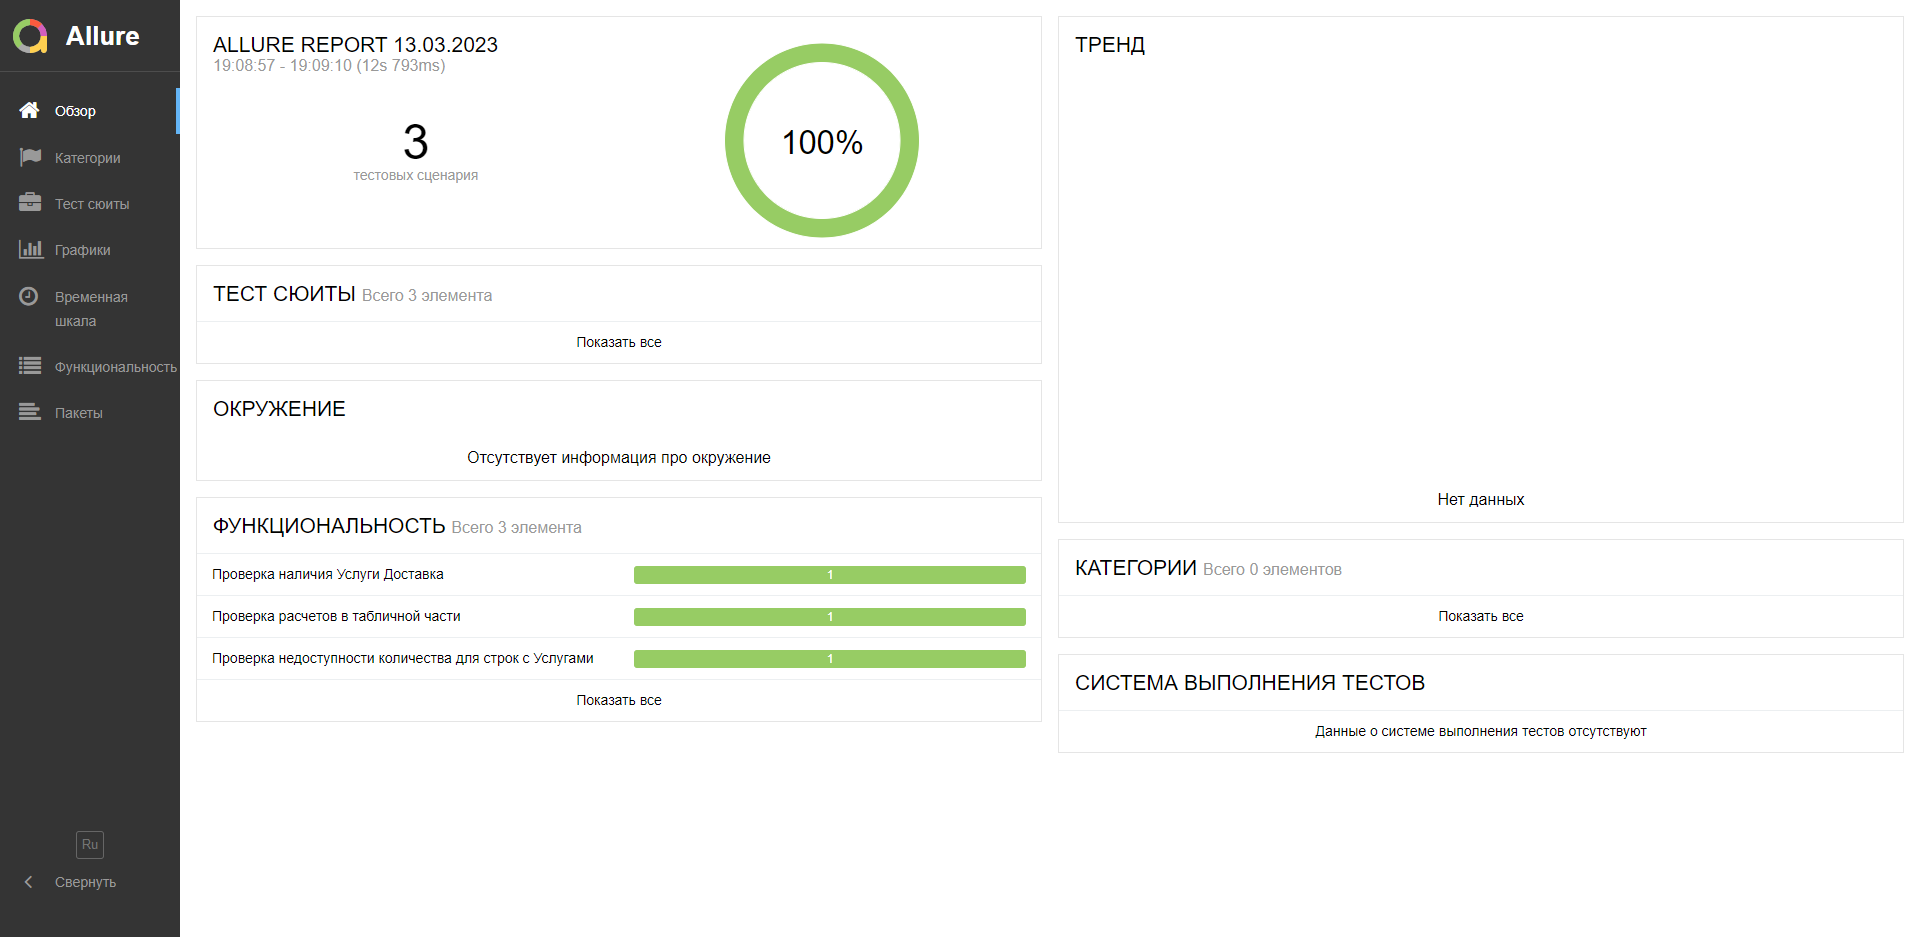 Allure
Обзор
Категории
Тест сюиты
Графики
Временная
шкала
Функциональность
Пакеты
Ru
Свернуть
ALLURE REPORT 13.03.2023
19:08:57 - 19:09:10 (12s 793ms)
3
тестовых сценария
100%
ТЕСТ СЮИТЫ Всего 3 элемента
Показать все
ОКРУЖЕНИЕ
Отсутствует информация про окружение
ФУНКЦИОНАЛЬНОСТЬ Всего 3 элемента
Проверка наличия Услуги Доставка 1
Проверка расчетов в табличной части 1
Проверка недоступности количества для строк с Услугами 1
Показать все
ТРЕНД
Нет данных
КАТЕГОРИИ Всего 0 элементов
Показать все
СИСТЕМА ВЫПОЛНЕНИЯ ТЕСТОВ
Данные о системе выполнения тестов отсутствуют